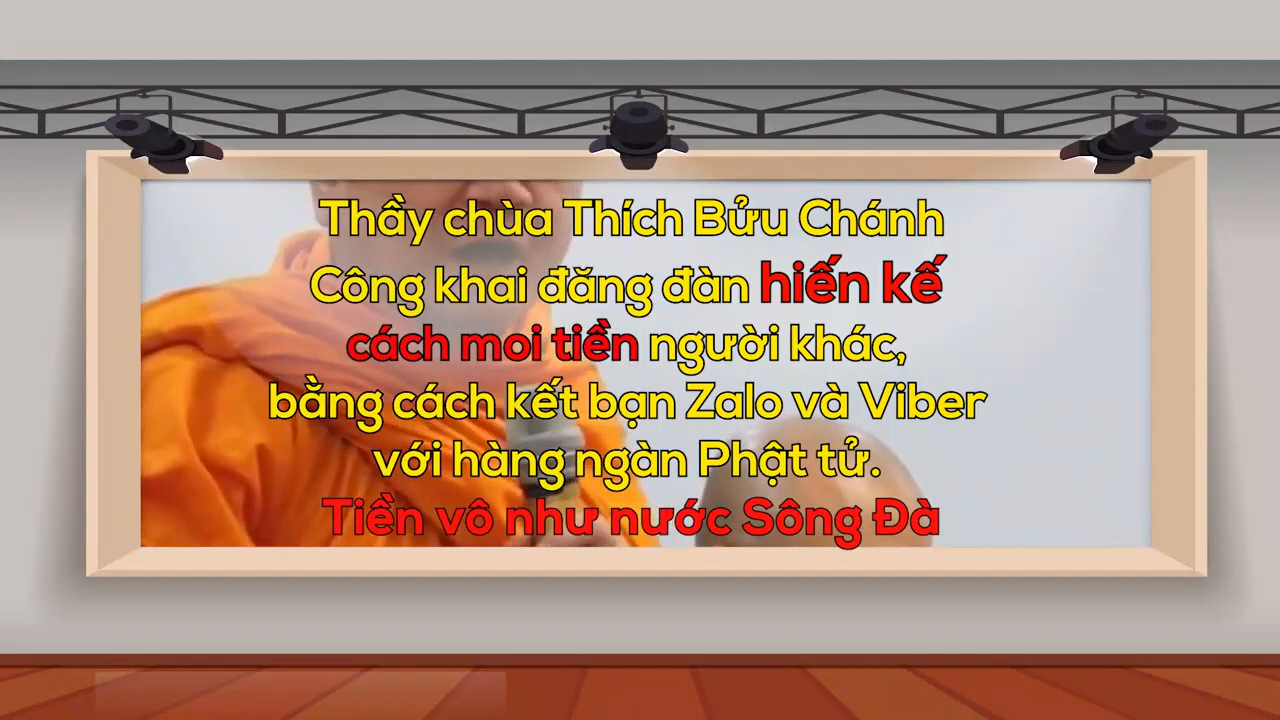 Thầy chùa Thích Bửu Chánh
Công khai đăng đàn hiến kế
cách moi tiền người khác,
bằng cách kết bạn Zalo và Viber
với hàng ngàn Phật tử.
Tiền vô như nước Sông Đà